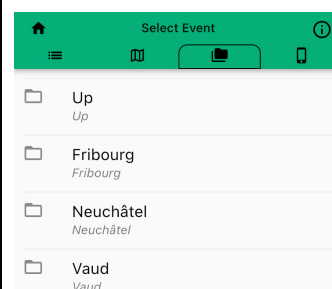 Select Event
Up
Up
Fribourg
Fribourg
Neuchâtel
Neuchâtel
Vaud
Vaud